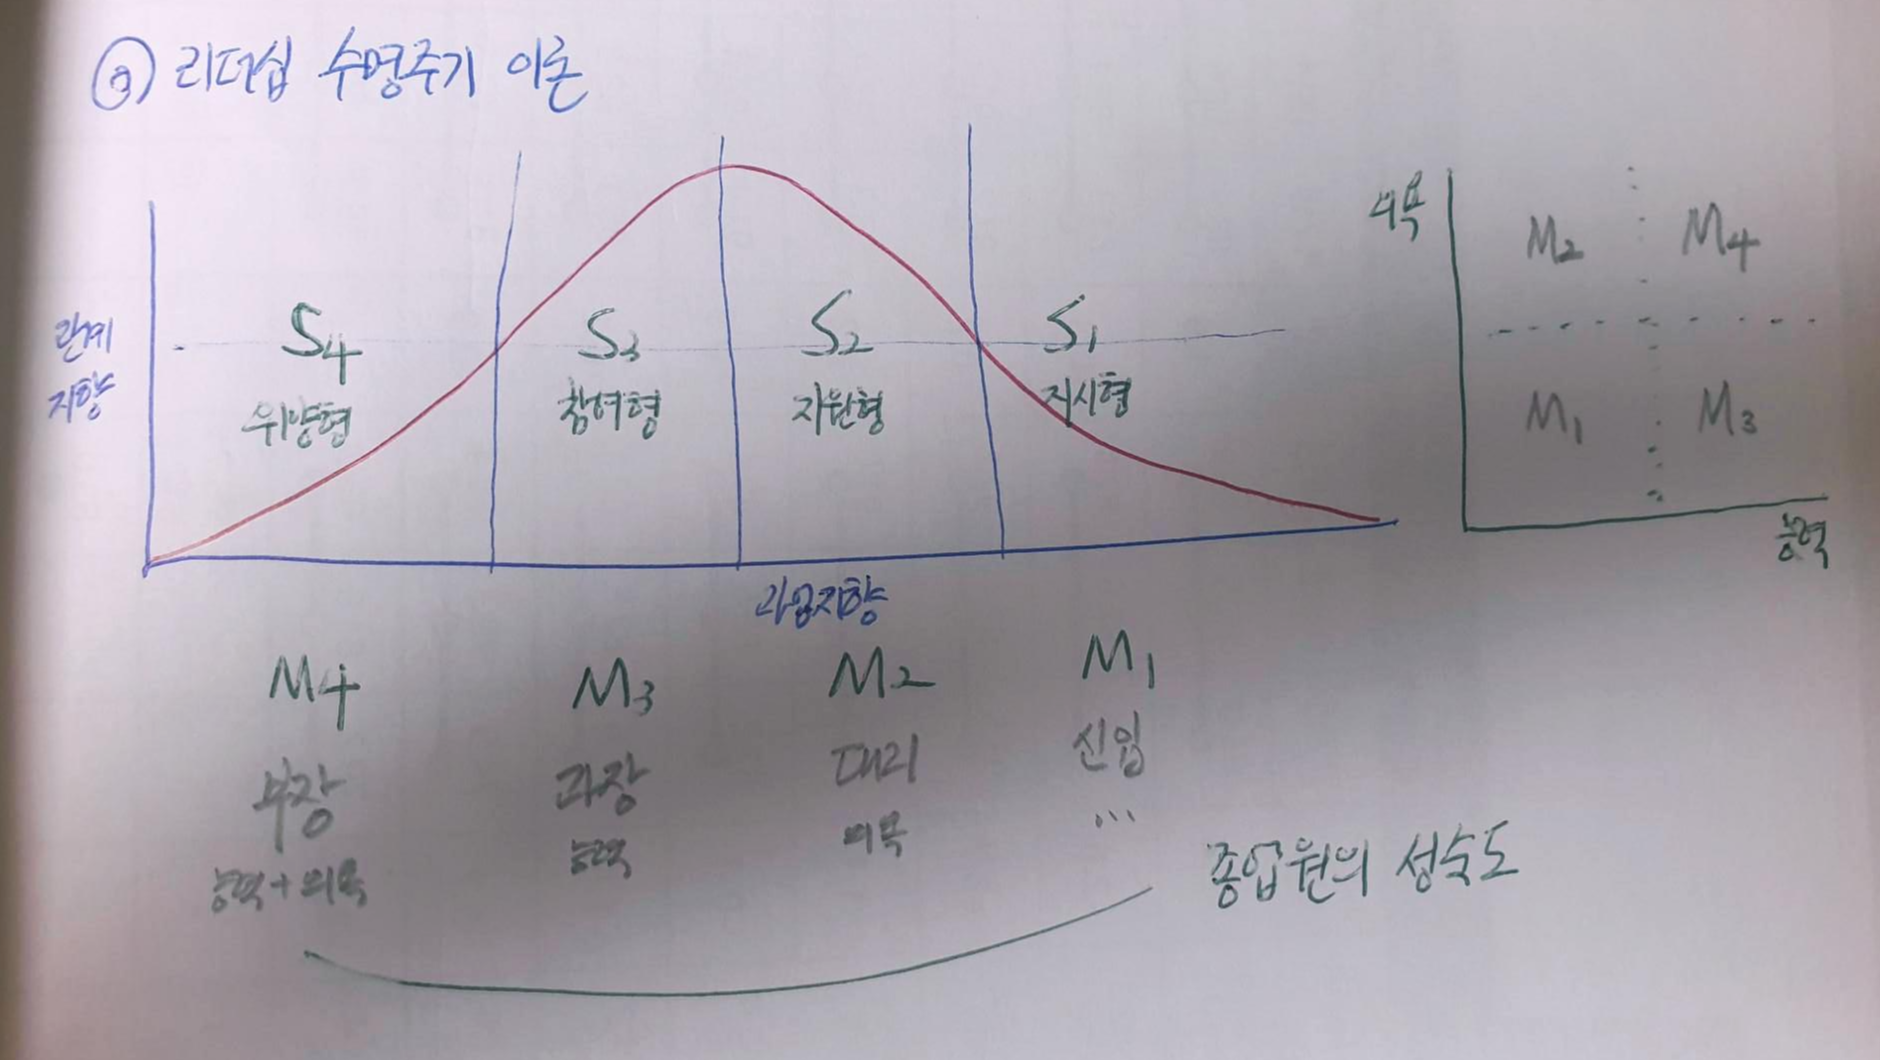 ③ 리더십 수명주기 이론
관계
지향
S4
위양형
S3
참여형
S2
지원형
S1
지시형
과업지향
의욕
M2 M4
M1 M3
능력
M4 M3 M2 M1
부장 과장 대리 신입
능력+의욕 능력 의욕 ...
종업원의 성숙도